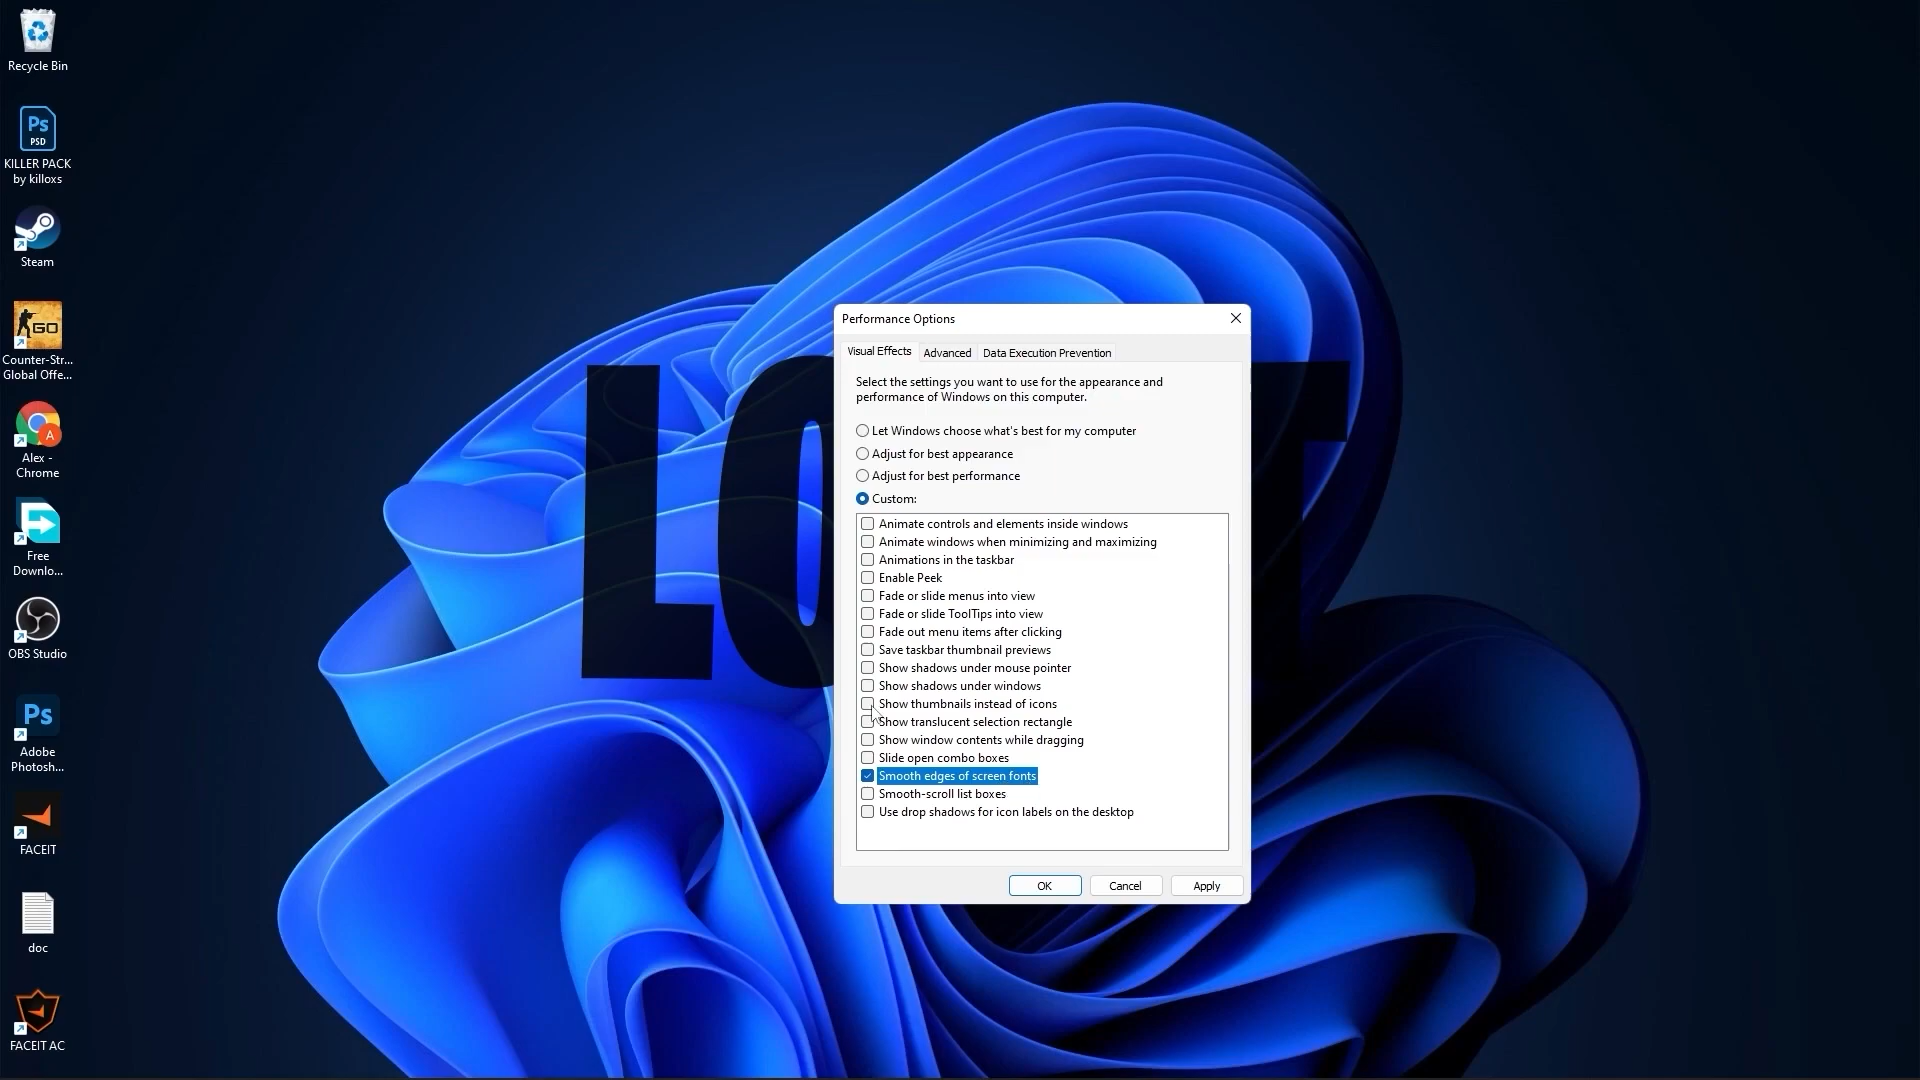 Recycle Bin
Ps
PSD
KILLER PACK
by killoxs
Steam
GO
Counter-Str...
Global Offe...
A
Alex -
Chrome
Free
Downlo...
OBS Studio
Ps
Adobe
Photosh...
FACEIT
doc
FACEIT AC
LO
Performance Options
Visual Effects
Advanced
Data Execution Prevention
Select the settings you want to use for the appearance and
performance of Windows on this computer.
Let Windows choose what's best for my computer
Adjust for best appearance
Adjust for best performance
Custom:
Animate controls and elements inside windows
Animate windows when minimizing and maximizing
Animations in the taskbar
Enable Peek
Fade or slide menus into view
Fade or slide ToolTips into view
Fade out menu items after clicking
Save taskbar thumbnail previews
Show shadows under mouse pointer
Show shadows under windows
Show thumbnails instead of icons
Show translucent selection rectangle
Show window contents while dragging
Slide open combo boxes
Smooth edges of screen fonts
Smooth-scroll list boxes
Use drop shadows for icon labels on the desktop
OK
Cancel
Apply